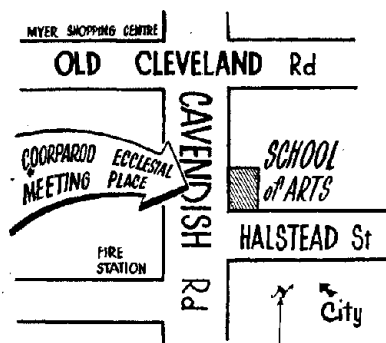 MYER SHOPPING CENTRE
OLD CLEVELAND Rd
CAVENDISH Rd
COORPAROO ECCLESIAL
MEETING PLACE
SCHOOL
of ARTS
HALSTEAD St
FIRE
STATION
N
City